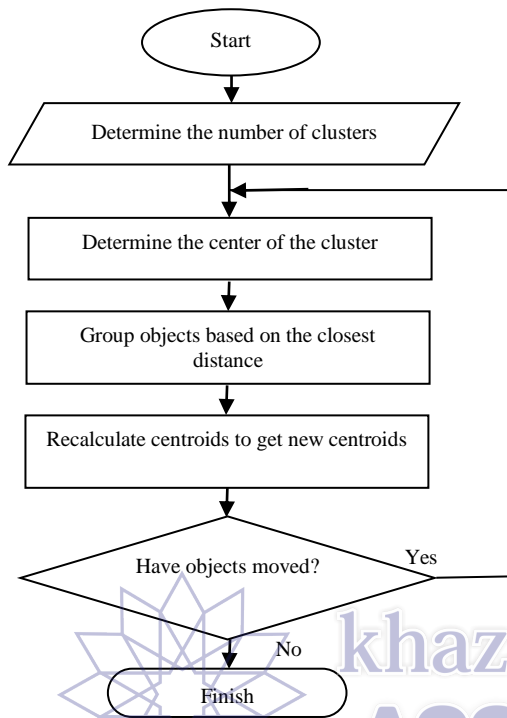 Start
Determine the number of clusters
Determine the center of the cluster
Group objects based on the closest
distance
Recalculate centroids to get new centroids
Have objects moved?
Yes
No
khaz
Finish